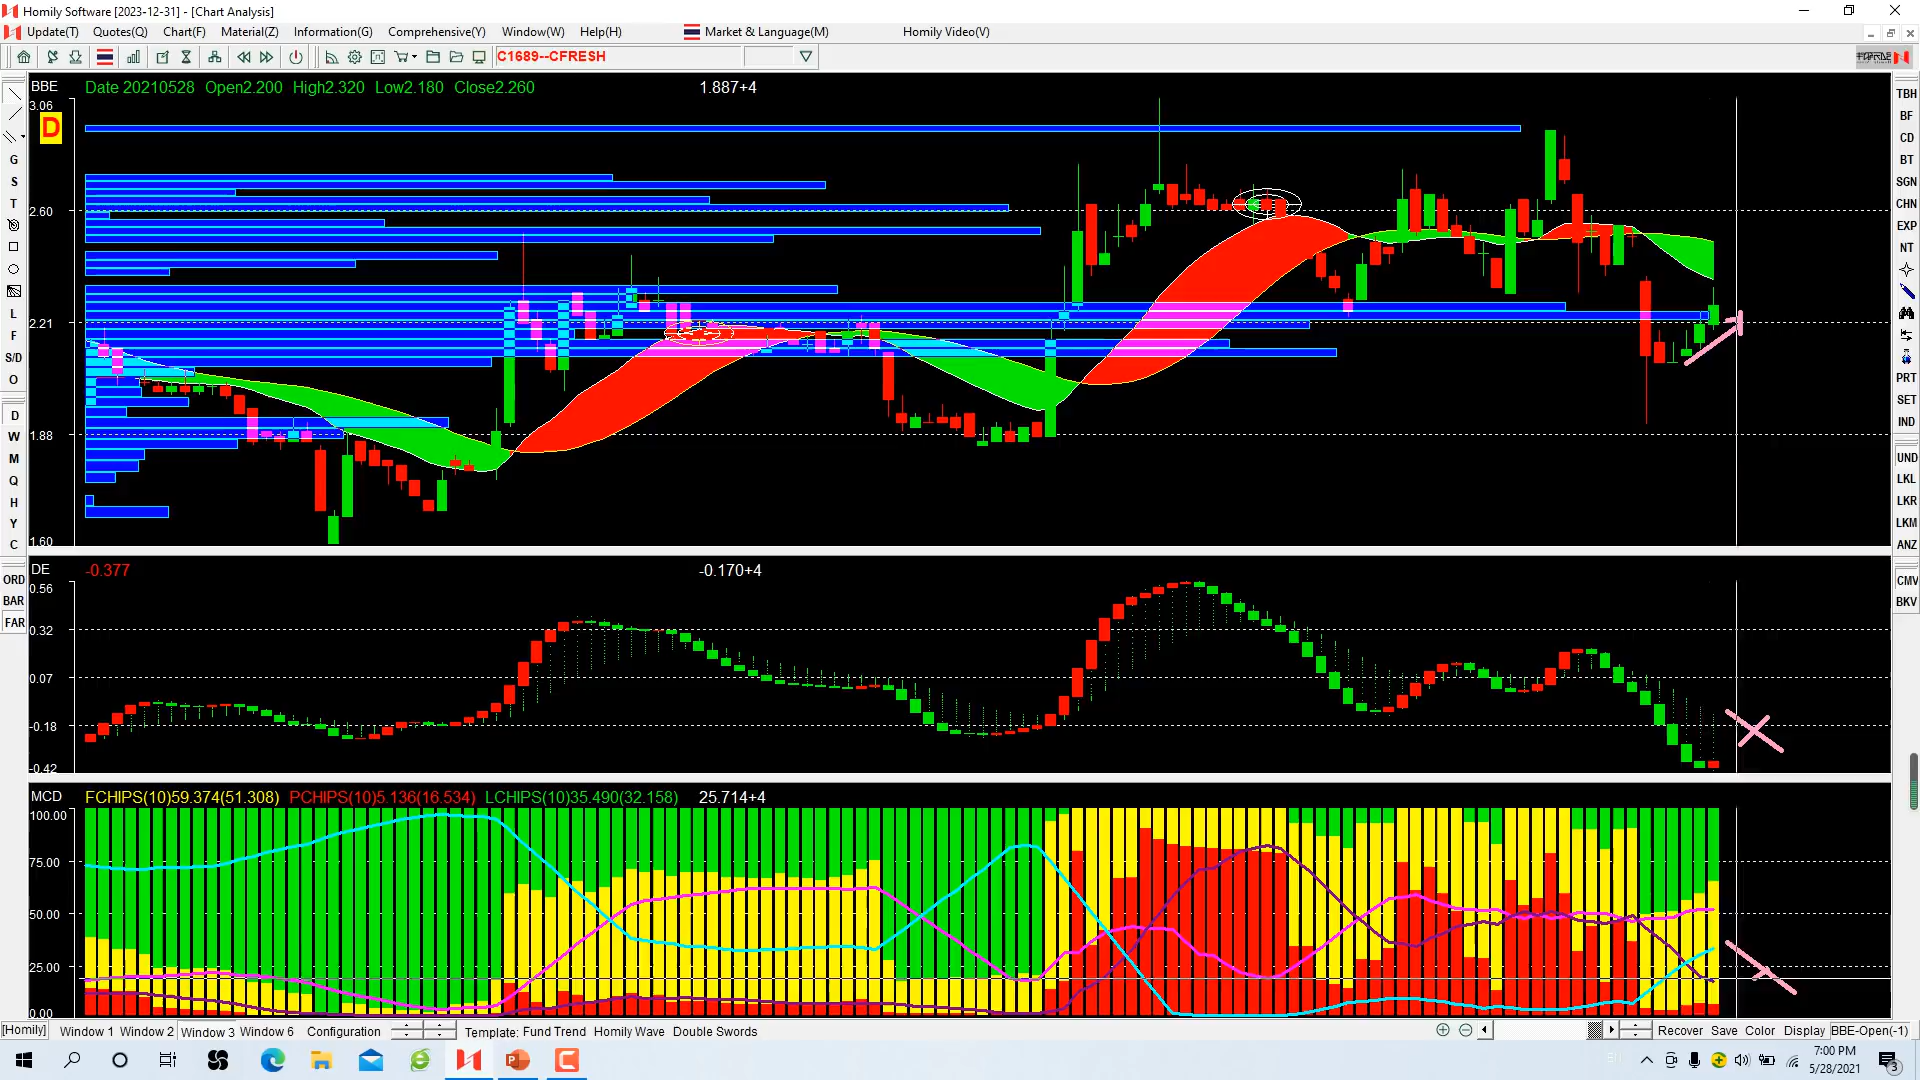 Homily Software [2023-12-31] - [Chart Analysis]
Update(T) Quotes(Q) Chart(F) Material(Z) Information(G) Comprehensive(Y) Window(W) Help(H) Market & Language(M) Homily Video(V)
C1689--CFRESH
BBE Date 20210528 Open2.200 High2.320 Low2.180 Close2.260 1.887+4
3.06
D
2.60
2.21
1.88
1.60
DE -0.377 -0.170+4
0.56
0.32
0.07
-0.18
-0.42
MCD FCHIPS(10)59.374(51.308) PCHIPS(10)5.136(16.534) LCHIPS(10)35.490(32.158) 25.714+4
100.00
75.00
50.00
25.00
0.00
G
S
T
L
F
S/D
O
D
W
M
Q
H
Y
C
ORD
BAR
FAR
TBH
BF
CD
BT
SGN
CHN
EXP
NT
PRT
SET
IND
UND
LKL
LKR
LKM
ANZ
CMV
BKV
[Homily] Window 1 Window 2 Window 3 Window 6 Configuration Template: Fund Trend Homily Wave Double Swords Recover Save Color Display BBE-Open(-1)
7:00 PM
5/28/2021
3